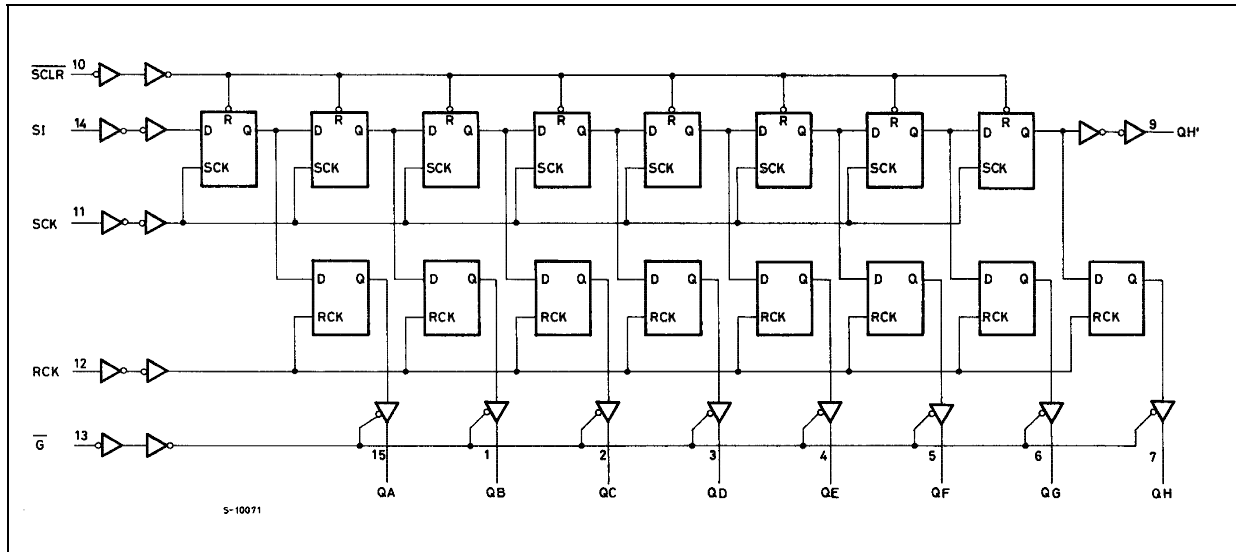 SCLR 10
R R R R R R R R
SI 14 D Q D Q D Q D Q D Q D Q D Q D Q 9 QH'
SCK SCK SCK SCK SCK SCK SCK SCK
SCK 11
D Q D Q D Q D Q D Q D Q D Q D Q
RCK RCK RCK RCK RCK RCK RCK RCK
RCK 12
G 13
15 1 2 3 4 5 6 7
QA QB QC QD QE QF QG QH
S-10071